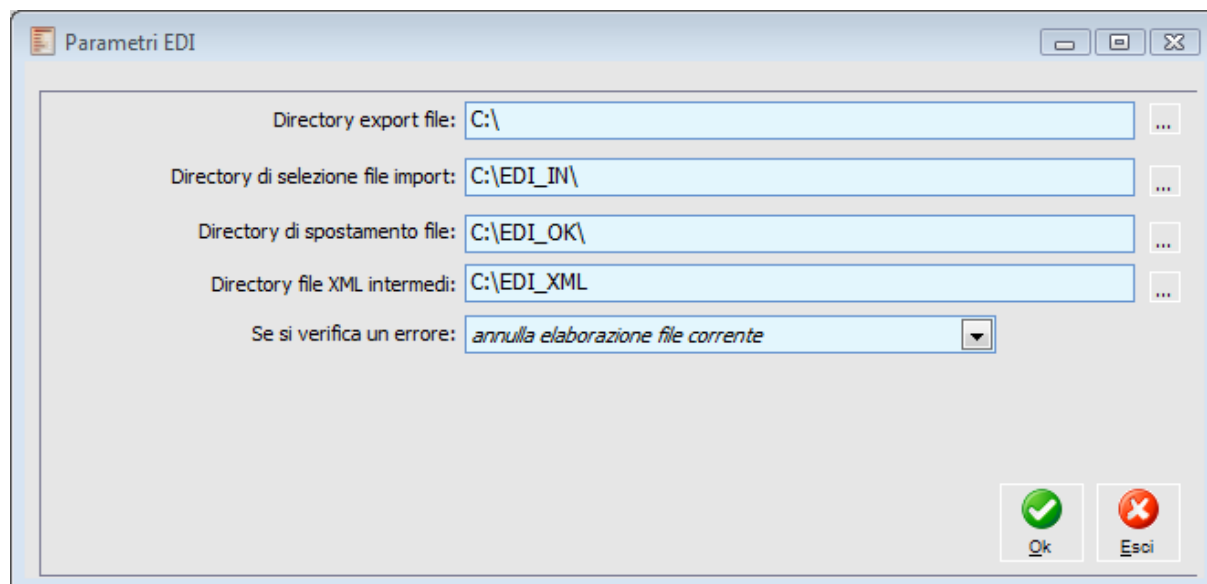 Parametri EDI
Directory export file: C:\ ...
Directory di selezione file import: C:\EDI_IN\ ...
Directory di spostamento file: C:\EDI_OK\ ...
Directory file XML intermedi: C:\EDI_XML ...
Se si verifica un errore: annulla elaborazione file corrente
Ok Esci